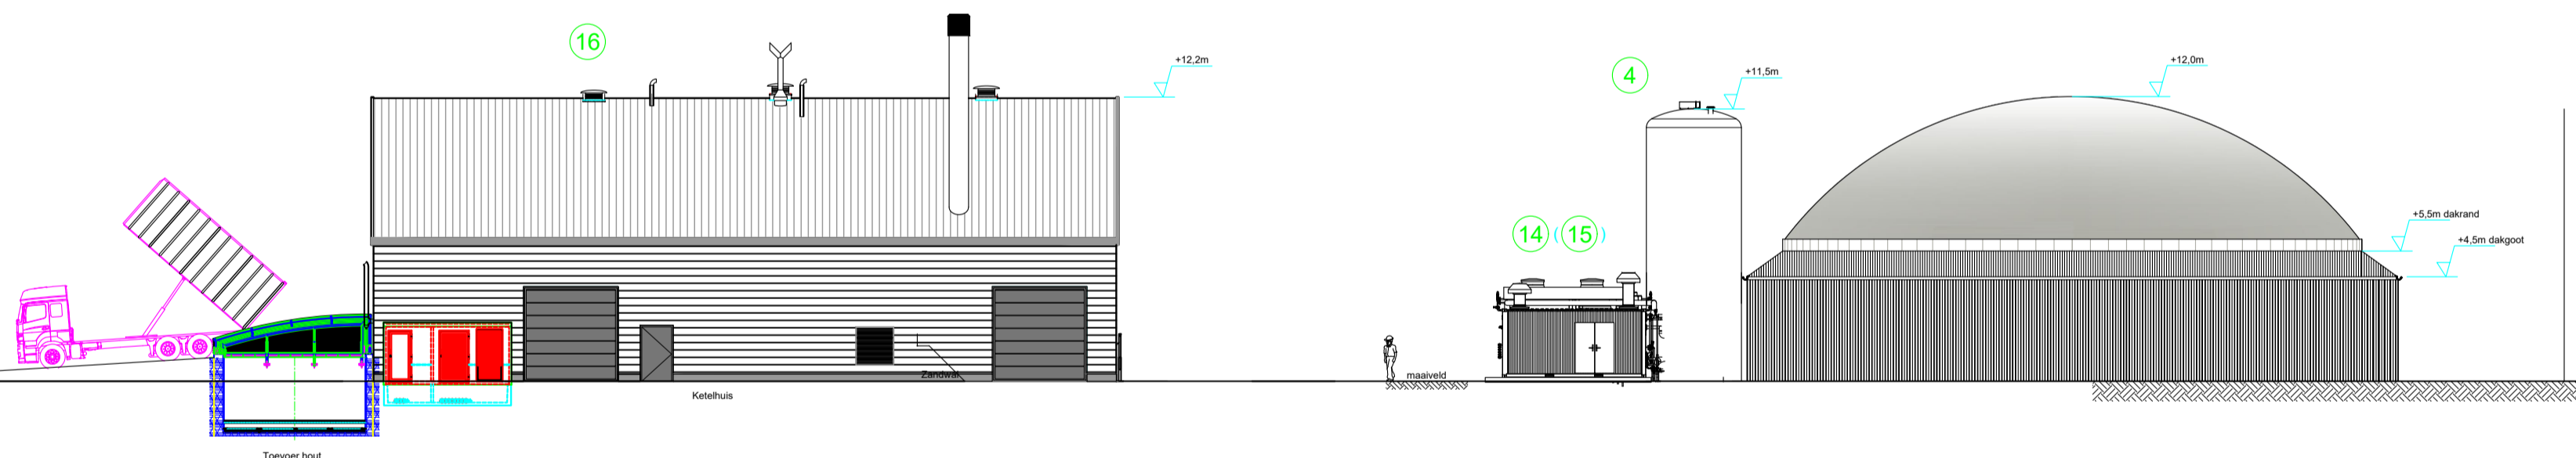 16
+12,2m
4
+11,5m
+12,0m
14 ( 15 )
+5,5m dakrand
+4,5m dakgoot
Zandwal
maaiveld
Ketelhuis
Toevoer hout